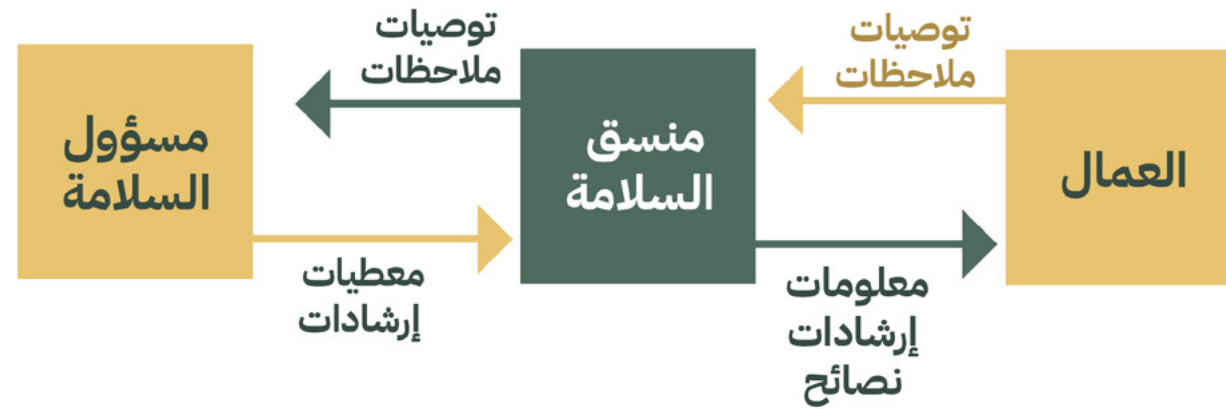 العمال
توصيات
ملاحظات
معلومات
إرشادات
نصائح
منسق
السلامة
توصيات
ملاحظات
معطيات
إرشادات
مسؤول
السلامة